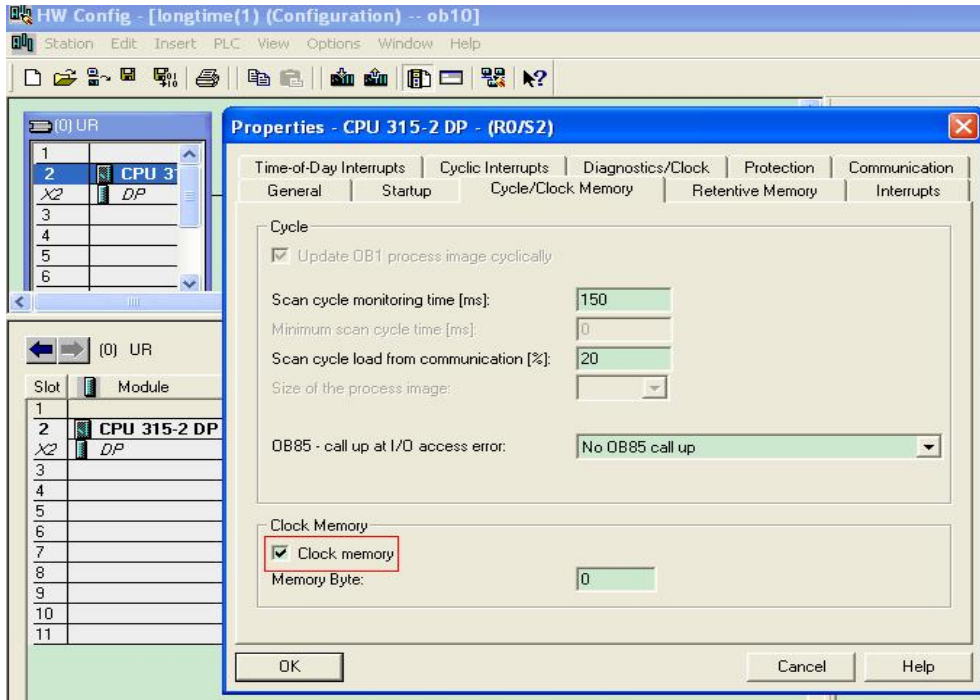 HW Config - [longtime(1) (Configuration) -- ob10]
Station Edit Insert PLC View Options Window Help
(0) UR
1
2 CPU 3
X2 DP
3
4
5
6
(0) UR
Slot Module
1
2 CPU 315-2 DP
X2 DP
3
4
5
6
7
8
9
10
11
Properties - CPU 315-2 DP - (R0/S2)
Time-of-Day Interrupts Cyclic Interrupts Diagnostics/Clock Protection Communication
General Startup Cycle/Clock Memory Retentive Memory Interrupts
Cycle
Update OB1 process image cyclically
Scan cycle monitoring time [ms]: 150
Minimum scan cycle time [ms]: 0
Scan cycle load from communication [%]: 20
Size of the process image:
OB85 - call up at I/O access error: No OB85 call up
Clock Memory
Clock memory
Memory Byte: 0
OK Cancel Help